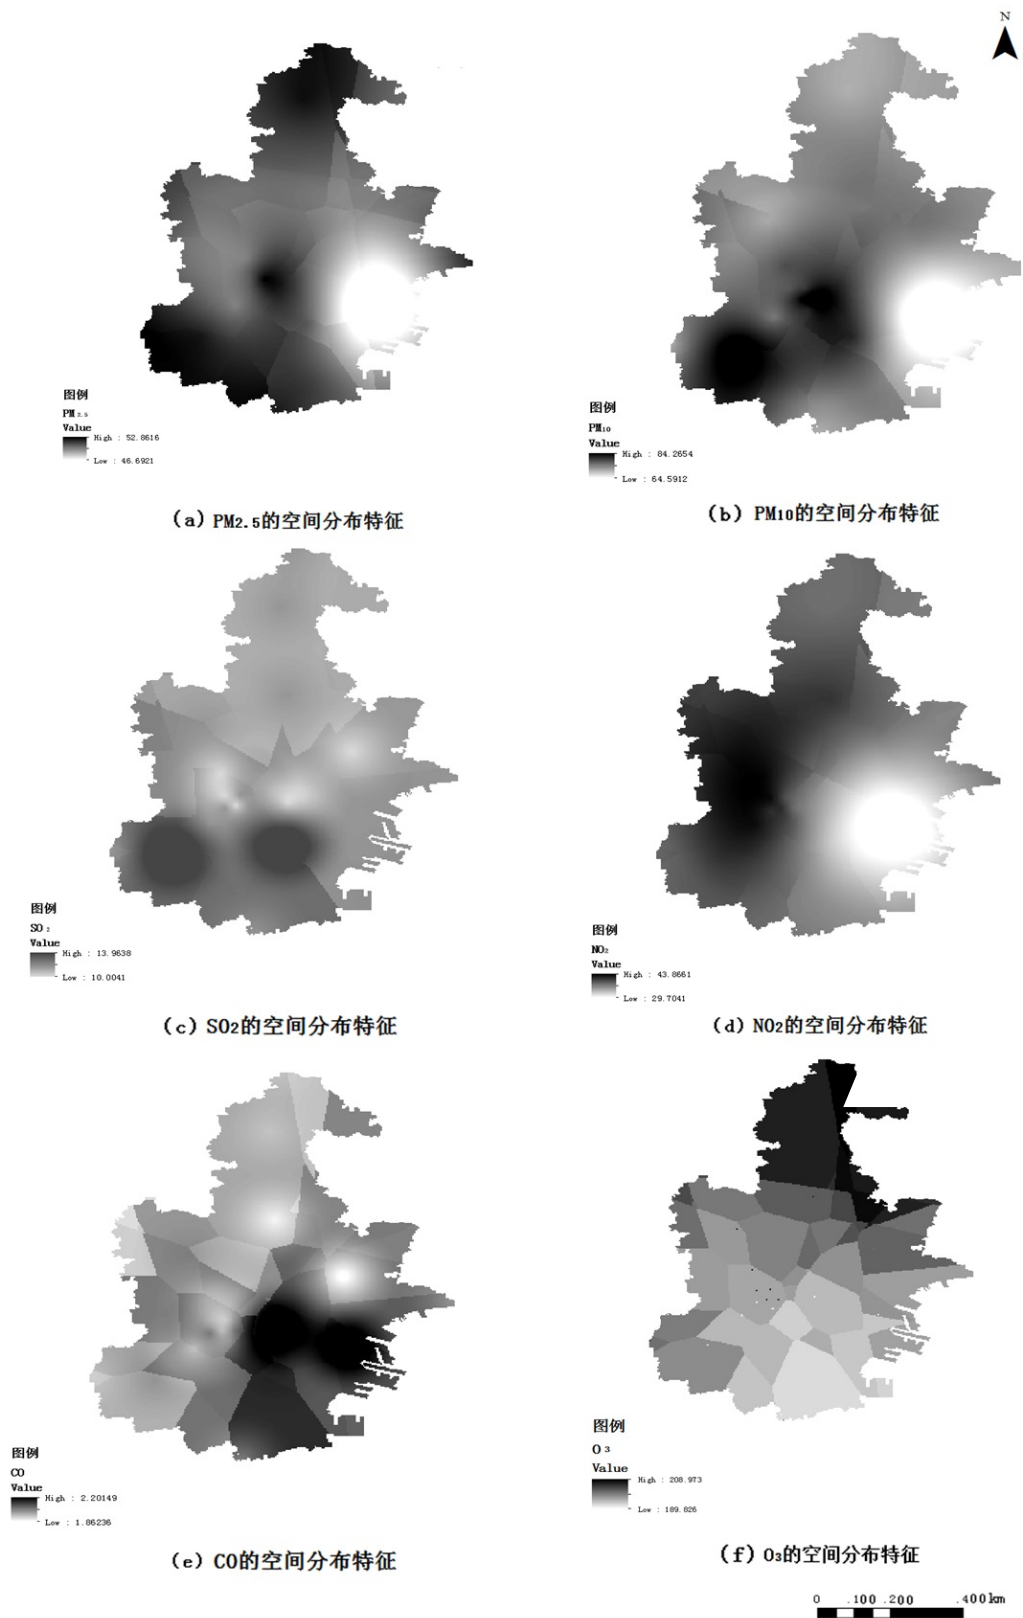 N
图例
PM2.5
Value
High : 52.8616
Low : 46.6921
图例
PM10
Value
High : 84.2654
Low : 64.5912
(a) PM2.5的空间分布特征
(b) PM10的空间分布特征
图例
SO2
Value
High : 13.9638
Low : 10.0041
图例
NO2
Value
High : 43.8661
Low : 29.7041
(c) SO2的空间分布特征
(d) NO2的空间分布特征
图例
CO
Value
High : 2.20149
Low : 1.86236
图例
O3
Value
High : 208.973
Low : 189.826
(e) CO的空间分布特征
(f) O3的空间分布特征
0 .100 .200 .400km